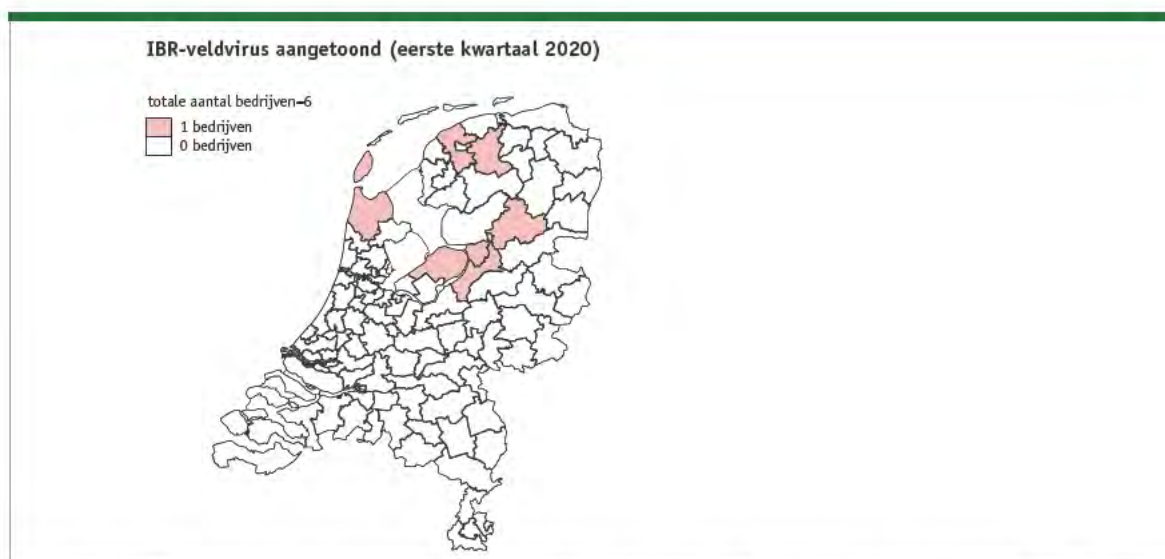 IBR-veldvirus aangetoond (eerste kwartaal 2020)
totale aantal bedrijven=6
1 bedrijven
0 bedrijven